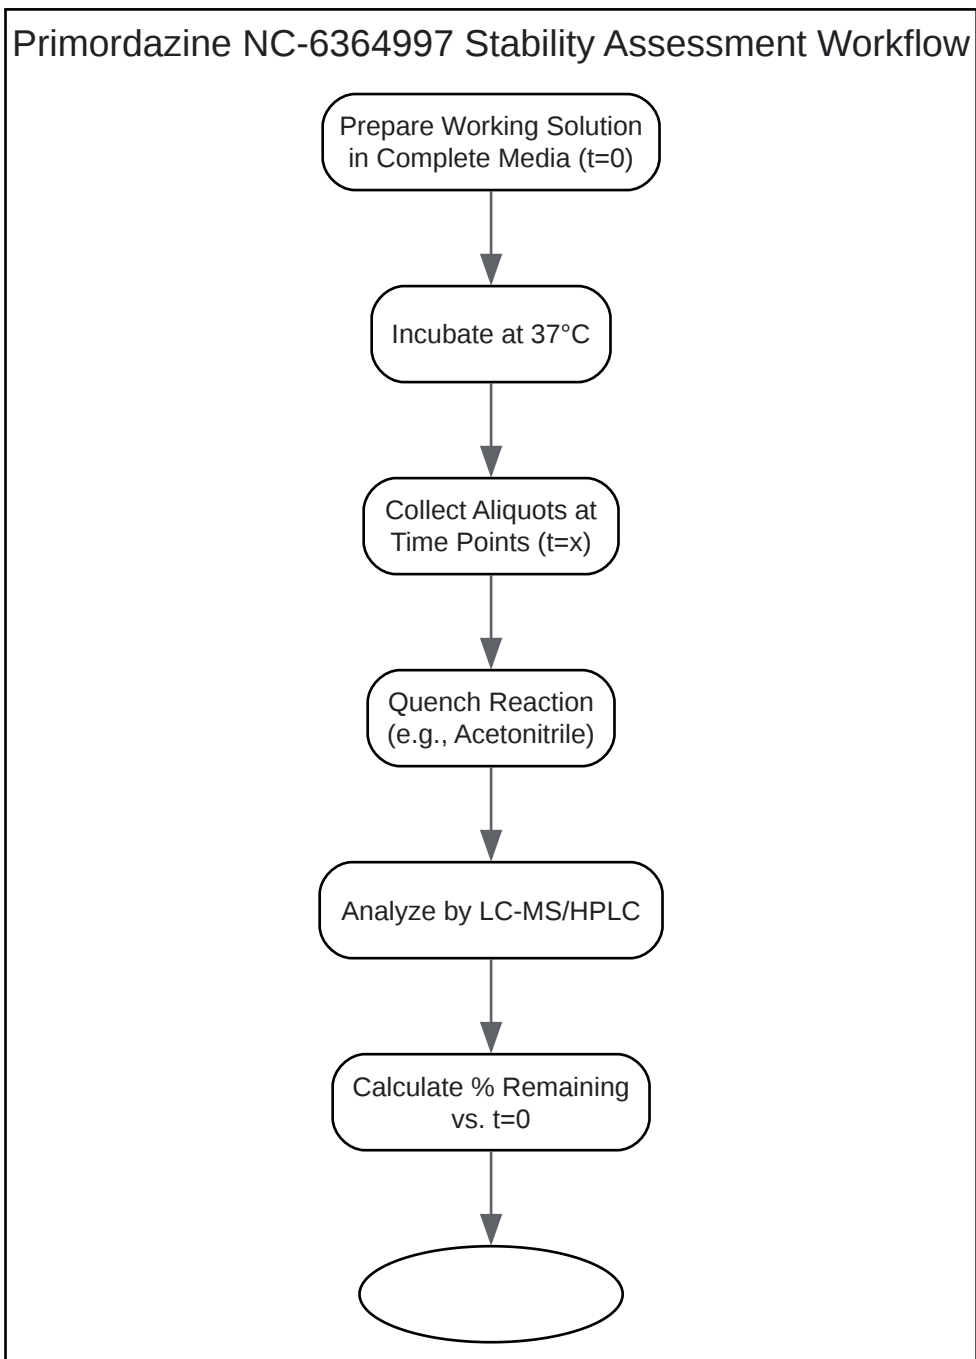 Primordazine NC-6364997 Stability Assessment Workflow
Prepare Working Solution
in Complete Media (t=0)
Incubate at 37°C
Collect Aliquots at
Time Points (t=x)
Quench Reaction
(e.g., Acetonitrile)
Analyze by LC-MS/HPLC
Calculate % Remaining
vs. t=0